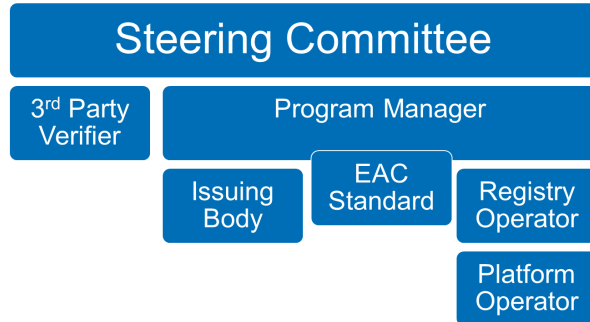 Steering Committee
3rd Party
Verifier
Program Manager
Issuing
Body
EAC
Standard
Registry
Operator
Platform
Operator